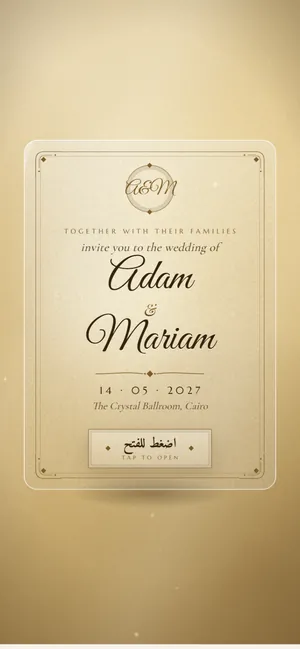 A&M
TOGETHER WITH THEIR FAMILIES
invite you to the wedding of
Adam
&
Mariam
14 · 05 · 2027
The Crystal Ballroom, Cairo
اضغط للفتح
TAP TO OPEN